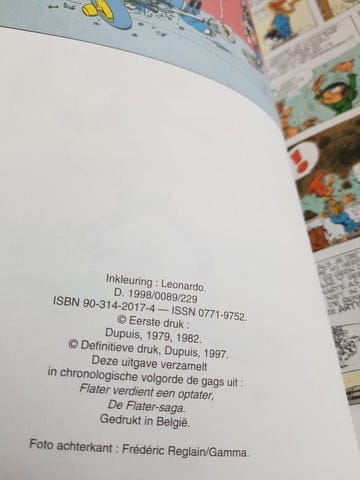 Inkleuring : Leonardo.
D. 1998/0089/229
ISBN 90-314-2017-4 — ISSN 0771-9752.
© Eerste druk :
Dupuis, 1979, 1982.
© Definitieve druk, Dupuis, 1997.
Deze uitgave verzamelt
in chronologische volgorde de gags uit :
Flater verdient een optater,
De Flater-saga.
Gedrukt in België.
Foto achterkant : Frédéric Reglain/Gamma.